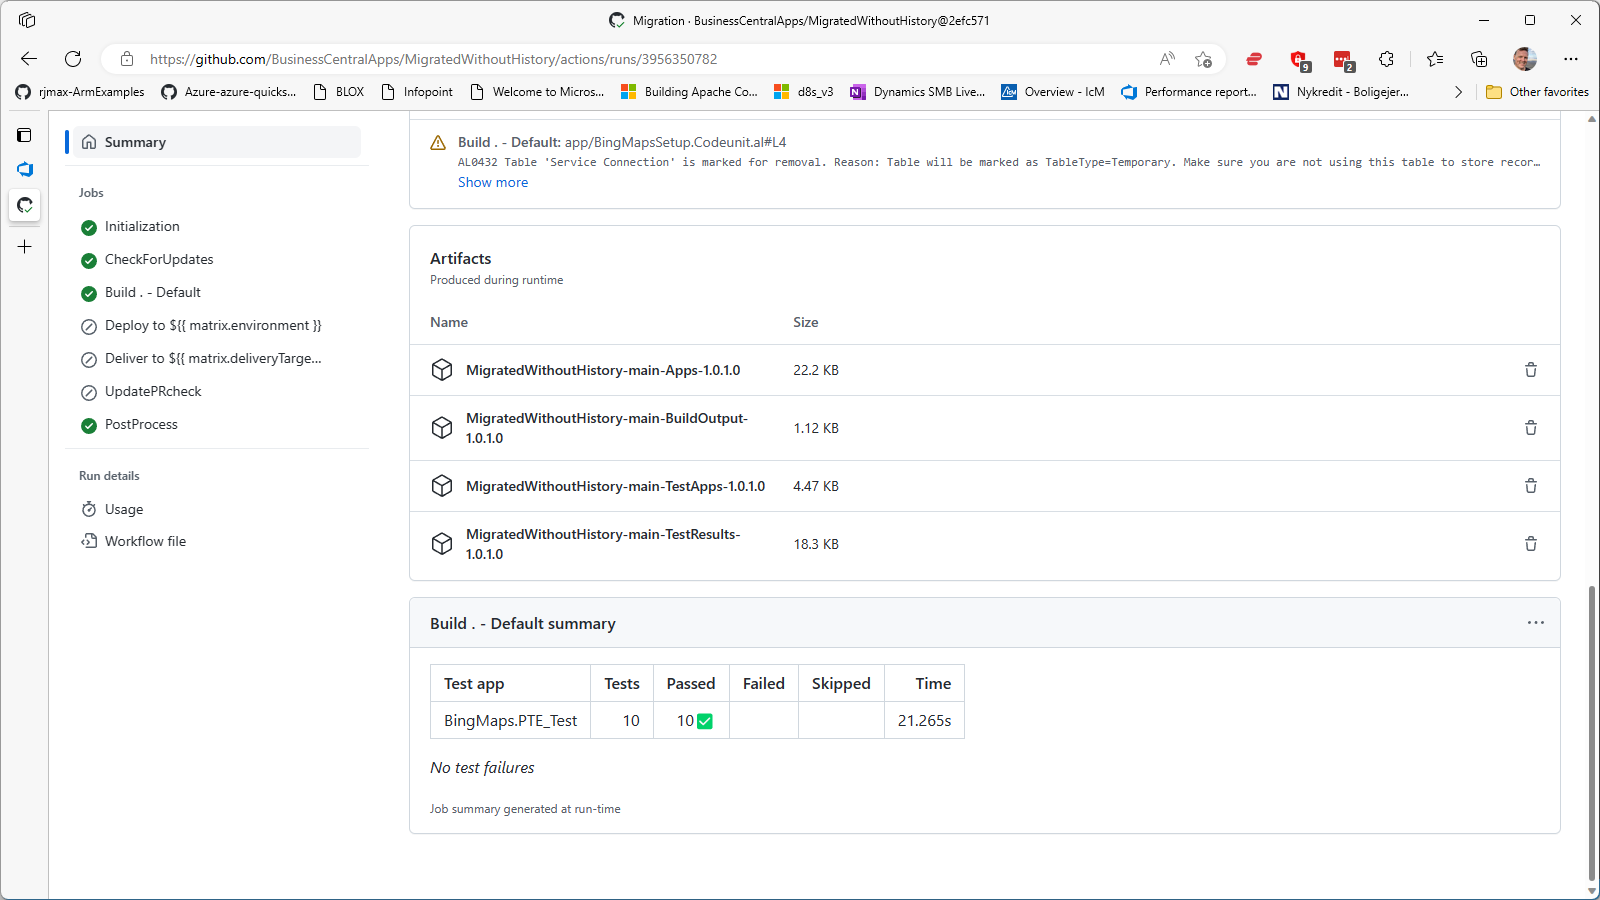 Migration · BusinessCentralApps/MigratedWithoutHistory@2efc571
https://github.com/BusinessCentralApps/MigratedWithoutHistory/actions/runs/3956350782
9
2
rjmax-ArmExamples
Azure-azure-quicks...
BLOX
Infopoint
Welcome to Micros...
Building Apache Co...
d8s_v3
Dynamics SMB Live...
Overview - IcM
Performance report...
Nykredit - Boligejer...
Other favorites
Summary
Jobs
Initialization
CheckForUpdates
Build . - Default
Deploy to ${{ matrix.environment }}
Deliver to ${{ matrix.deliveryTarge...
UpdatePRcheck
PostProcess
Run details
Usage
Workflow file
Build . - Default: app/BingMapsSetup.Codeunit.al#L4
AL0432 Table 'Service Connection' is marked for removal. Reason: Table will be marked as TableType=Temporary. Make sure you are not using this table to store recor…
Show more
Artifacts
Produced during runtime
Name Size
MigratedWithoutHistory-main-Apps-1.0.1.0 22.2 KB
MigratedWithoutHistory-main-BuildOutput-
1.0.1.0
1.12 KB
MigratedWithoutHistory-main-TestApps-1.0.1.0 4.47 KB
MigratedWithoutHistory-main-TestResults-
1.0.1.0
18.3 KB
Build . - Default summary
Test app Tests Passed Failed Skipped Time
BingMaps.PTE_Test 10 10✅ 21.265s
No test failures
Job summary generated at run-time